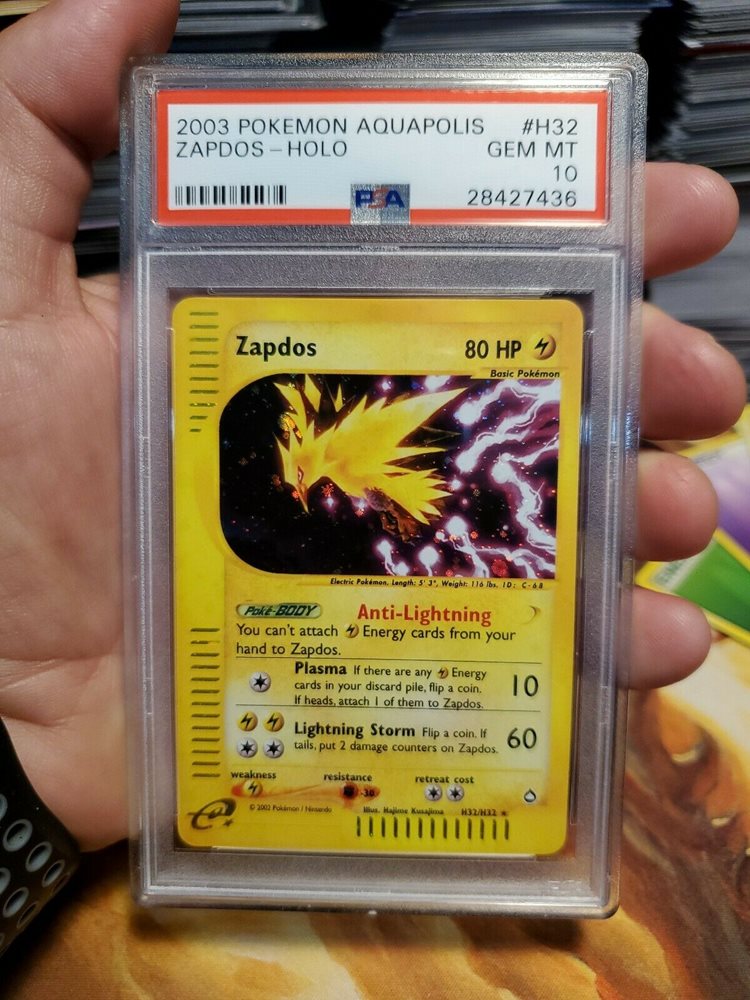 2003 POKEMON AQUAPOLIS #H32
ZAPDOS - HOLO GEM MT
10
PSA 28427436
Zapdos 80 HP
Basic Pokémon
Electric Pokémon. Length: 5' 3", Weight: 116 lbs. ID: C-68
Poké-BODY Anti-Lightning
You can't attach Energy cards from your
hand to Zapdos.
Plasma If there are any Energy
cards in your discard pile, flip a coin.
If heads, attach 1 of them to Zapdos.
10
Lightning Storm Flip a coin. If
tails, put 2 damage counters on Zapdos.
60
weakness resistance retreat cost
-30
© 2002 Pokémon / Nintendo Illus. Hajime Kusajima H32/H32 ★
e